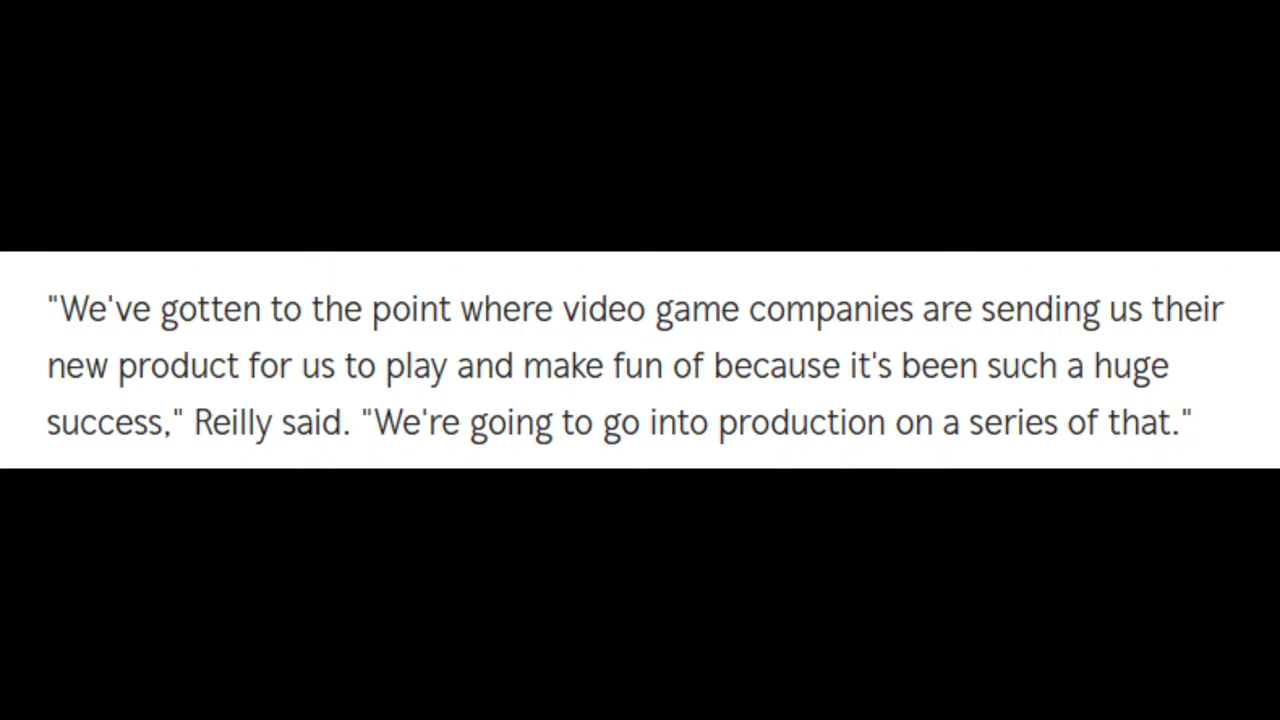 "We've gotten to the point where video game companies are sending us their
new product for us to play and make fun of because it's been such a huge
success," Reilly said. "We're going to go into production on a series of that."